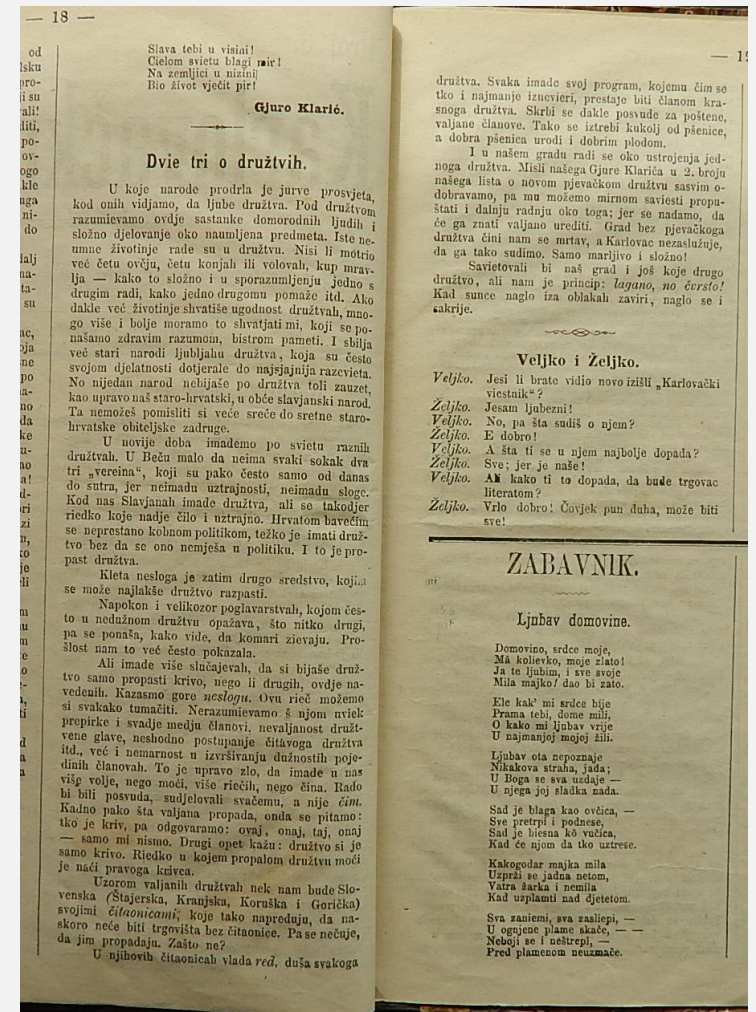 — 18 —
od
Slava tebi u visini!
Cielom svietu blagi mir!
Na zemljici u nizini
Bio život vječit pir!
Gjuro Klarić.
Dvie tri o družtvih.
U koje narode prodrla je jurve prosvjeta,
kod onih vidjamo, da ljube družtva. Pod družtvom
razumievamo ovdje sastanke domorodnih ljudih i
složno djelovanje oko naumljena predmeta. Iste ne-
umne životinje rade su u družtvu. Nisi li motrio
već četu ovčju, četu konjah ili volovah, kup mrav-
lja — kako to složno i u sporazumljenju jedno s
drugim radi, kako jedno drugomu pomaže itd. Ako
dakle već životinje shvatiše ugodnost družtvah, mno-
go više i bolje moramo to shvatjati mi, koji se po-
našamo zdravim razumom, bistrom pameti. I sbilja
već stari narodi ljubljahu družtva, koja su često
svojom djelatnosti dotjerale do najsjajnija razcvieta.
No nijedan narod nebijaše po družtva toli zauzet,
kao upravo naš staro-hrvatski, u obće slavjanski narod.
Ta nemožeš pomisliti si veće sreće do sretne staro-
hrvatske obiteljske zadruge.
U novije doba imademo po svietu raznih
družtvah. U Beču malo da neima svaki sokak dva
tri „vereina“, koji su pako često samo od danas
do sutra, jer neimadu uztrajnosti, neimadu sloge.
Kod nas Slavjanah imade družtva, ali se takodjer
riedko koje nadje čilo i uztrajno. Hrvatom bavećim
se neprestano kobnom politikom, težko je imati druž-
tvo bez da se ono nemješa u politiku. I to je pro-
past družtva.
Kleta nesloga je zatim drugo sredstvo, kojim
se može najlakše družtvo razpasti.
Napokon i velikozor poglavarstvah, kojom čes-
to u nedužnom družtvu opažava, što nitko drugi,
pa se ponaša, kako vide, da komari zievaju. Pro-
šlost nam to već često pokazala.
Ali imade više slučajevah, da si bijaše druž-
tvo samo propasti krivo, nego li drugih, ovdje na-
vedenih. Kazasmo gore neslogu. Ovu rieč možemo
si svakako tumačiti. Nerazumievamo š njom uviek
prepirke i svadje medju članovi, nevaljanost družt-
vene glave, neshodno postupanje čitavoga družtva
itd., već i nemarnost u izvršivanju dužnostih poje-
dinih članovah. To je upravo zlo, da imade u nas
više volje, nego moći, više riečih, nego čina. Rado
bi bili posvuda, sudjelovali svačemu, a nije čim.
Kadno pako šta valjana propada, onda se pitamo:
tko je kriv, pa odgovaramo: ovaj, onaj, taj, onaj
— samo mi nismo. Drugi opet kažu: družtvo si je
samo krivo. Riedko u kojem propalom družtvu moći
je naći pravoga krivca.
Uzorom valjanih družtvah nek nam bude Slo-
venska (Štajerska, Kranjska, Koruška i Gorička)
svojimi čitaonicami; koje tako napreduju, da na-
skoro neće biti trgovišta bez čitaonice. Pa se nečuje,
da jim propadaju. Zašto ne?
U njihovih čitaonicah vlada red, duša svakoga
družtva. Svaka imade svoj program, kojemu čim se
tko i najmanje iznevieri, prestaje biti članom kra-
snoga družtva. Skrbi se dakle posvude za poštene,
valjane članove. Tako se iztrebi kukolj od pšenice,
a dobra pšenica urodi i dobrim plodom.
I u našem gradu radi se oko ustrojenja jed-
noga družtva. Misli našega Gjure Klarića u 2. broju
našega lista o novom pjevačkom družtvu sasvim o-
dobravamo, pa mu možemo mirnom saviesti propu-
štati i dalnju radnju oko toga; jer se nadamo, da
će ga znati valjano urediti. Grad bez pjevačkoga
družtva čini nam se mrtav, a Karlovac nezaslužuje,
da ga tako sudimo. Samo marljivo i složno!
Savietovali bi naš grad i još koje drugo
družtvo, ali nam je princip: lagano, no čvrsto!
Kad sunce naglo iza oblakah zaviri, naglo se i
sakrije.
Veljko i Željko.
Veljko. Jesi li brate vidio novo izišli „Karlovački
viestnik“?
Željko. Jesam ljubezni!
Veljko. No, pa šta sudiš o njem?
Željko. E dobro!
Veljko. A šta ti se u njem najbolje dopada?
Željko. Sve; jer je naše!
Veljko. Ali kako ti to dopada, da bude trgovac
literatom?
Željko. Vrlo dobro! Čovjek pun duha, može biti
sve!
ZABAVNIK.
Ljubav domovine.
Domovino, srdce moje,
Má kolievko, moje zlato!
Ja te ljubim, i sve svoje
Mila majko! dao bi zato.
Ele kak' mi srdce bije
Prama tebi, dome mili,
O kako mi ljubav vrije
U najmanjoj mojoj žili.
Ljubav ota nepoznaje
Nikakova straha, jada;
U Boga se sva uzdaje —
U njega joj sladka nada.
Sad je blaga kao ovčica, —
Sve pretrpi i podnese,
Sad je biesna kô vučica,
Kad će njom da tko uztrese.
Kakogodar majka mila
Uzprži se jadna netom,
Vatra žarka i nemila
Kad uzplamti nad djetetom.
Sva zaniemi, sva zasliepi, —
U ognjene plame skače, — —
Neboji se i neštrepi, —
Pred plamenom neuzmače.